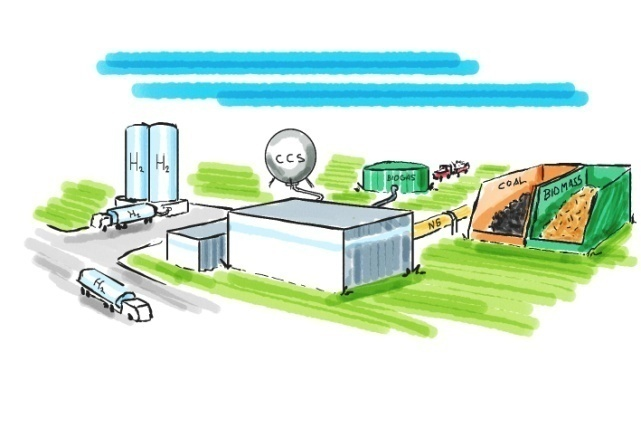 H2 H2
CCS
BIOGAS
COAL
BIOMASS
H2
NG
H2